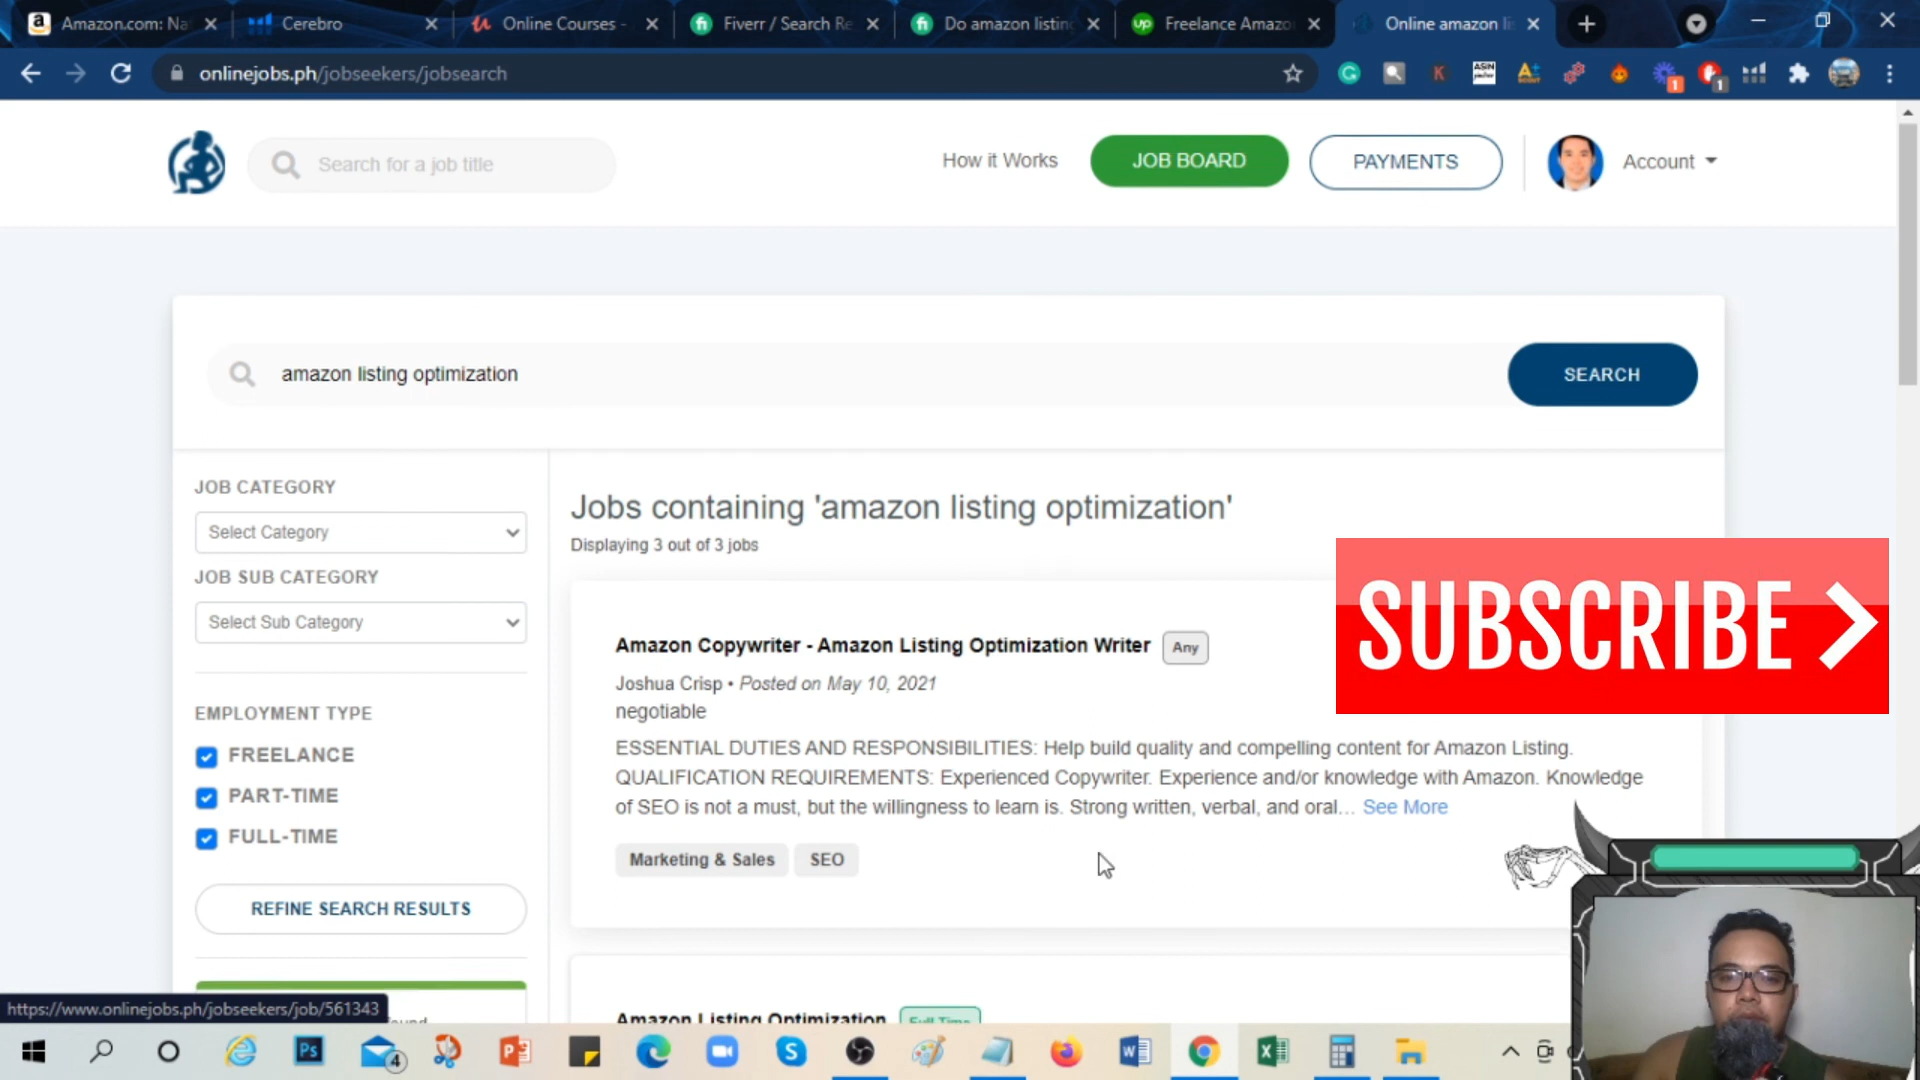 Amazon.com: Na
Cerebro
Online Courses -
Fiverr / Search Re
Do amazon listing
Freelance Amazo
Online amazon li
onlinejobs.ph/jobseekers/jobsearch
Search for a job title
How it Works
JOB BOARD
PAYMENTS
Account
amazon listing optimization
SEARCH
JOB CATEGORY
Select Category
JOB SUB CATEGORY
Select Sub Category
EMPLOYMENT TYPE
FREELANCE
PART-TIME
FULL-TIME
REFINE SEARCH RESULTS
Jobs containing 'amazon listing optimization'
Displaying 3 out of 3 jobs
Amazon Copywriter - Amazon Listing Optimization Writer Any
Joshua Crisp • Posted on May 10, 2021
negotiable
ESSENTIAL DUTIES AND RESPONSIBILITIES: Help build quality and compelling content for Amazon Listing.
QUALIFICATION REQUIREMENTS: Experienced Copywriter. Experience and/or knowledge with Amazon. Knowledge
of SEO is not a must, but the willingness to learn is. Strong written, verbal, and oral... See More
Marketing & Sales SEO
Amazon Listing Optimization Full Time
SUBSCRIBE
https://www.onlinejobs.ph/jobseekers/job/561343